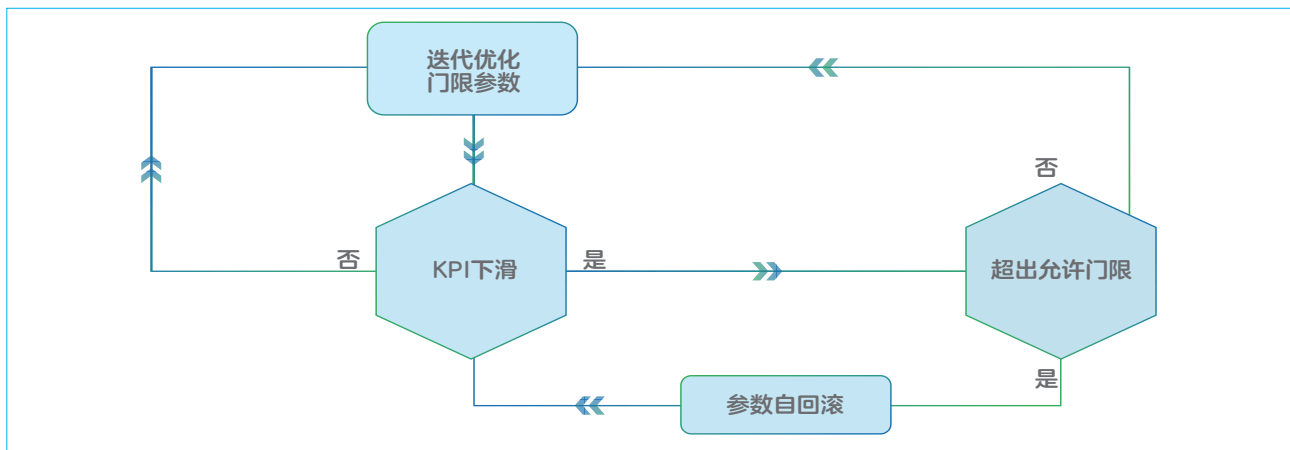 迭代优化
门限参数
否
否
KPI下滑
是
超出允许门限
是
参数自回滚